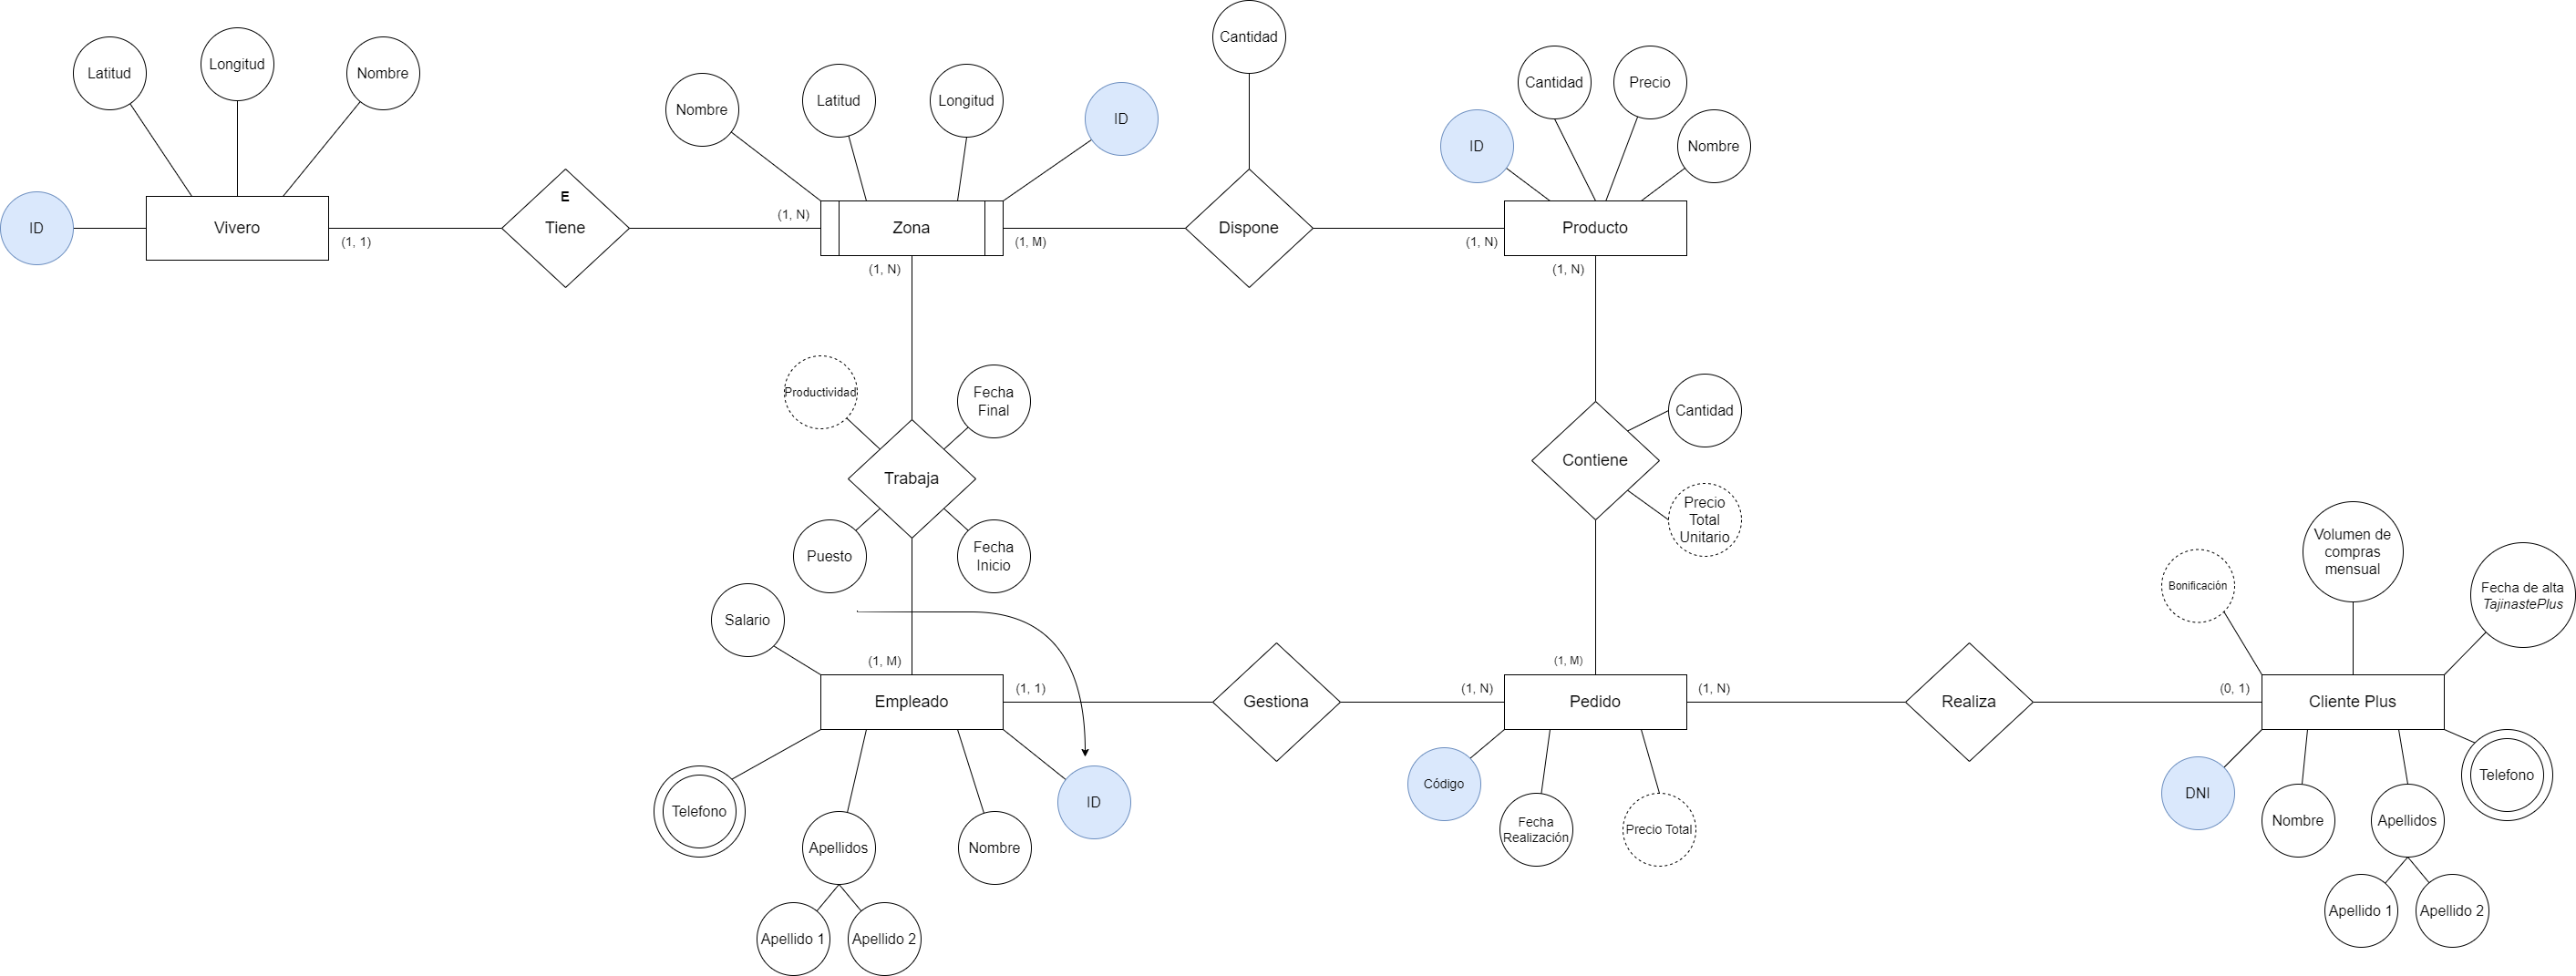 Cantidad
Latitud
Longitud
Nombre
Nombre
Latitud
Longitud
ID
ID
Cantidad
Precio
Nombre
ID
Vivero
(1, 1)
E
Tiene
(1, N)
Zona
(1, M)
(1, N)
Dispone
(1, N)
Producto
(1, N)
Productividad
Fecha
Final
Trabaja
Puesto
Fecha
Inicio
Cantidad
Contiene
Precio
Total
Unitario
Salario
(1, M)
Empleado
(1, 1)
Gestiona
(1, N)
(1, M)
Pedido
(1, N)
Realiza
(0, 1)
Cliente Plus
Bonificación
Volumen de
compras
mensual
Fecha de alta
TajinastePlus
Telefono
Apellidos
Apellido 1
Apellido 2
Nombre
ID
Código
Fecha
Realización
Precio Total
DNI
Nombre
Apellidos
Apellido 1
Apellido 2
Telefono